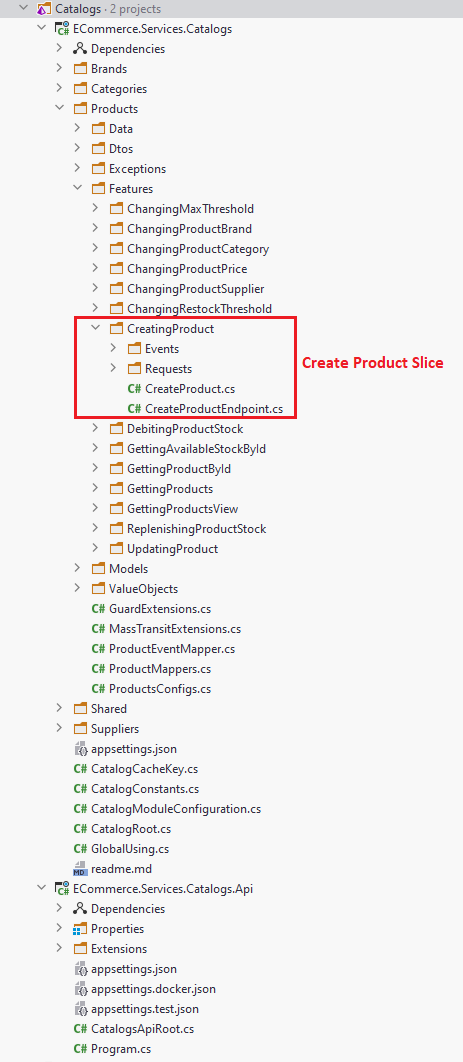 Catalogs · 2 projects
ECommerce.Services.Catalogs
Dependencies
Brands
Categories
Products
Data
Dtos
Exceptions
Features
ChangingMaxThreshold
ChangingProductBrand
ChangingProductCategory
ChangingProductPrice
ChangingProductSupplier
ChangingRestockThreshold
CreatingProduct
Events
Requests
Create Product Slice
C# CreateProduct.cs
C# CreateProductEndpoint.cs
DebitingProductStock
GettingAvailableStockById
GettingProductById
GettingProducts
GettingProductsView
ReplenishingProductStock
UpdatingProduct
Models
ValueObjects
C# GuardExtensions.cs
C# MassTransitExtensions.cs
C# ProductEventMapper.cs
C# ProductMappers.cs
C# ProductsConfigs.cs
Shared
Suppliers
appsettings.json
C# CatalogCacheKey.cs
C# CatalogConstants.cs
C# CatalogModuleConfiguration.cs
C# CatalogRoot.cs
C# GlobalUsing.cs
MD readme.md
ECommerce.Services.Catalogs.Api
Dependencies
Properties
Extensions
appsettings.json
appsettings.docker.json
appsettings.test.json
C# CatalogsApiRoot.cs
C# Program.cs